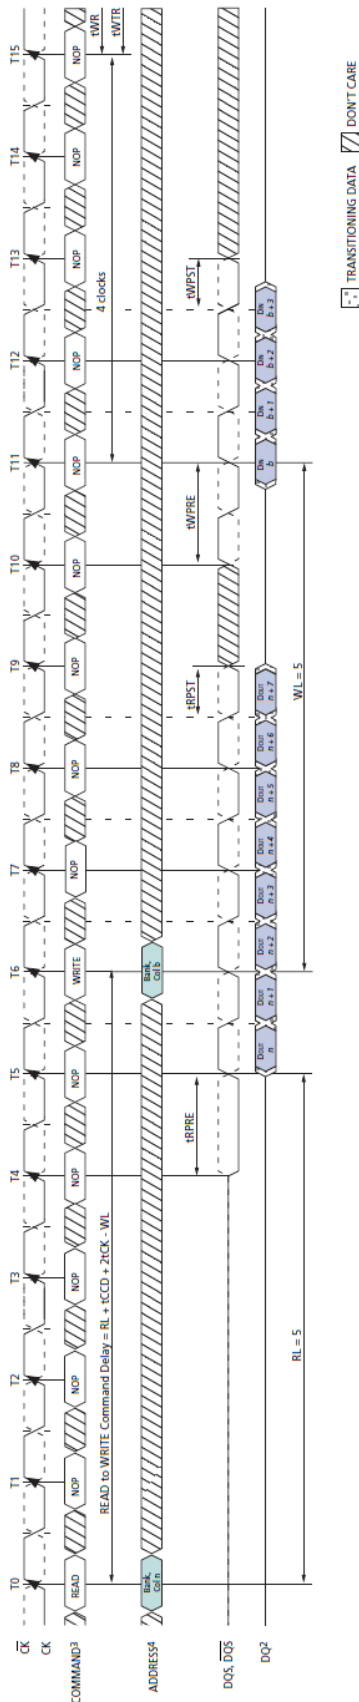 T0 T1 T2 T3 T4 T5 T6 T7 T8 T9 T10 T11 T12 T13 T14 T15
CK
CK
COMMAND3 READ NOP NOP NOP NOP NOP WRITE NOP NOP NOP NOP NOP NOP NOP NOP NOP
READ to WRITE Command Delay = RL + tCCD + 2tCK - WL
4 clocks
tWR
tWTR
ADDRESS4 Bank, Col n Bank, Col b
tRPRE tRPST tWPRE tWPST
DQS, DQS
DQ2 DOUT n DOUT n + 1 DOUT n + 2 DOUT n + 3 DOUT n + 4 DOUT n + 5 DOUT n + 6 DOUT n + 7 DIN b DIN b + 1 DIN b + 2 DIN b + 3
RL = 5 WL = 5
TRANSITIONING DATA DON'T CARE